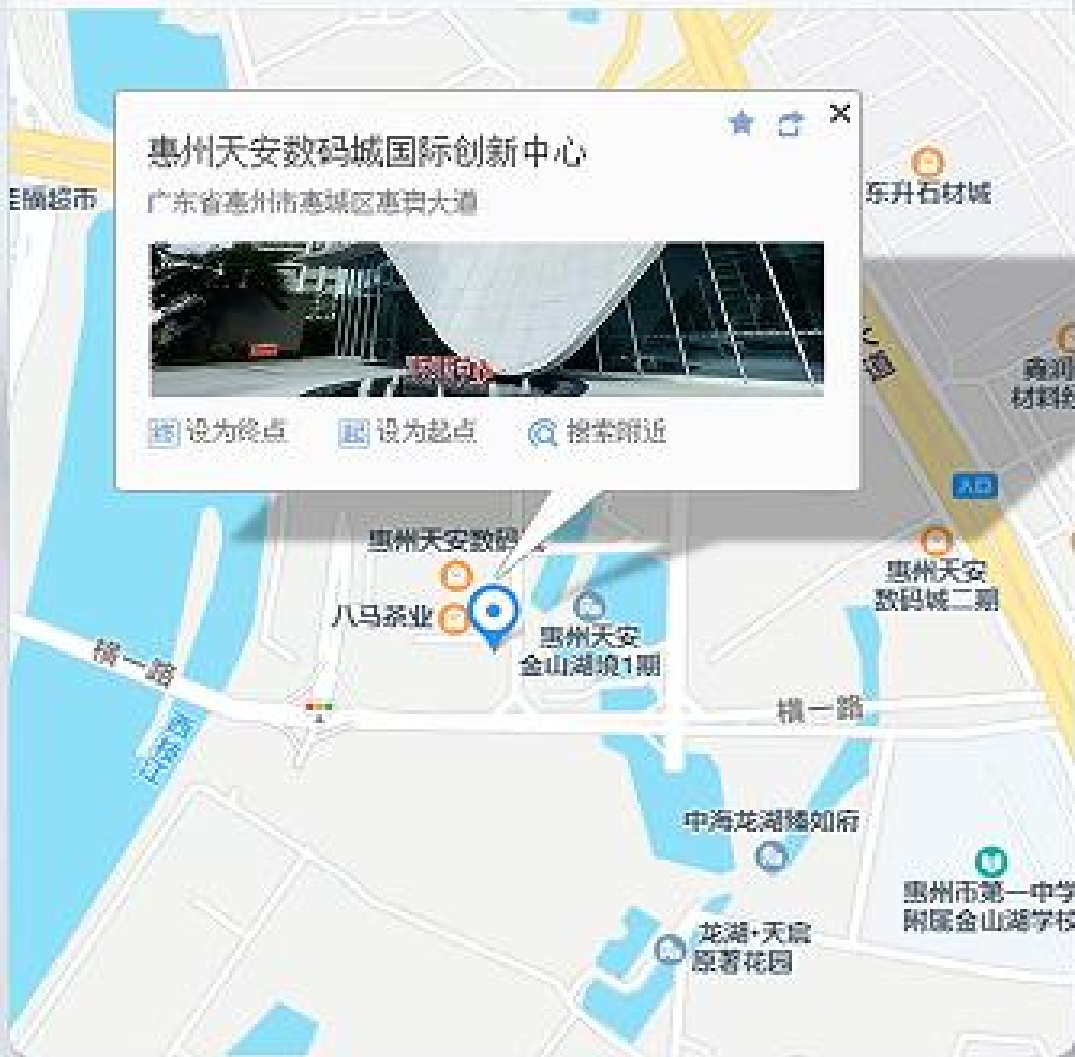 惠州天安数码城国际创新中心
广东省惠州市惠城区惠贸大道
设为终点 设为起点 搜索附近
超市
东升石材城
道
入口
惠州天安数码
八马茶业
惠州天安
金山湖境1期
惠州天安
数码城二期
横一路
西枝江
横一路
中海龙湖臻如府
惠州市第一中学
附属金山湖学校
龙湖·天宸
原著花园